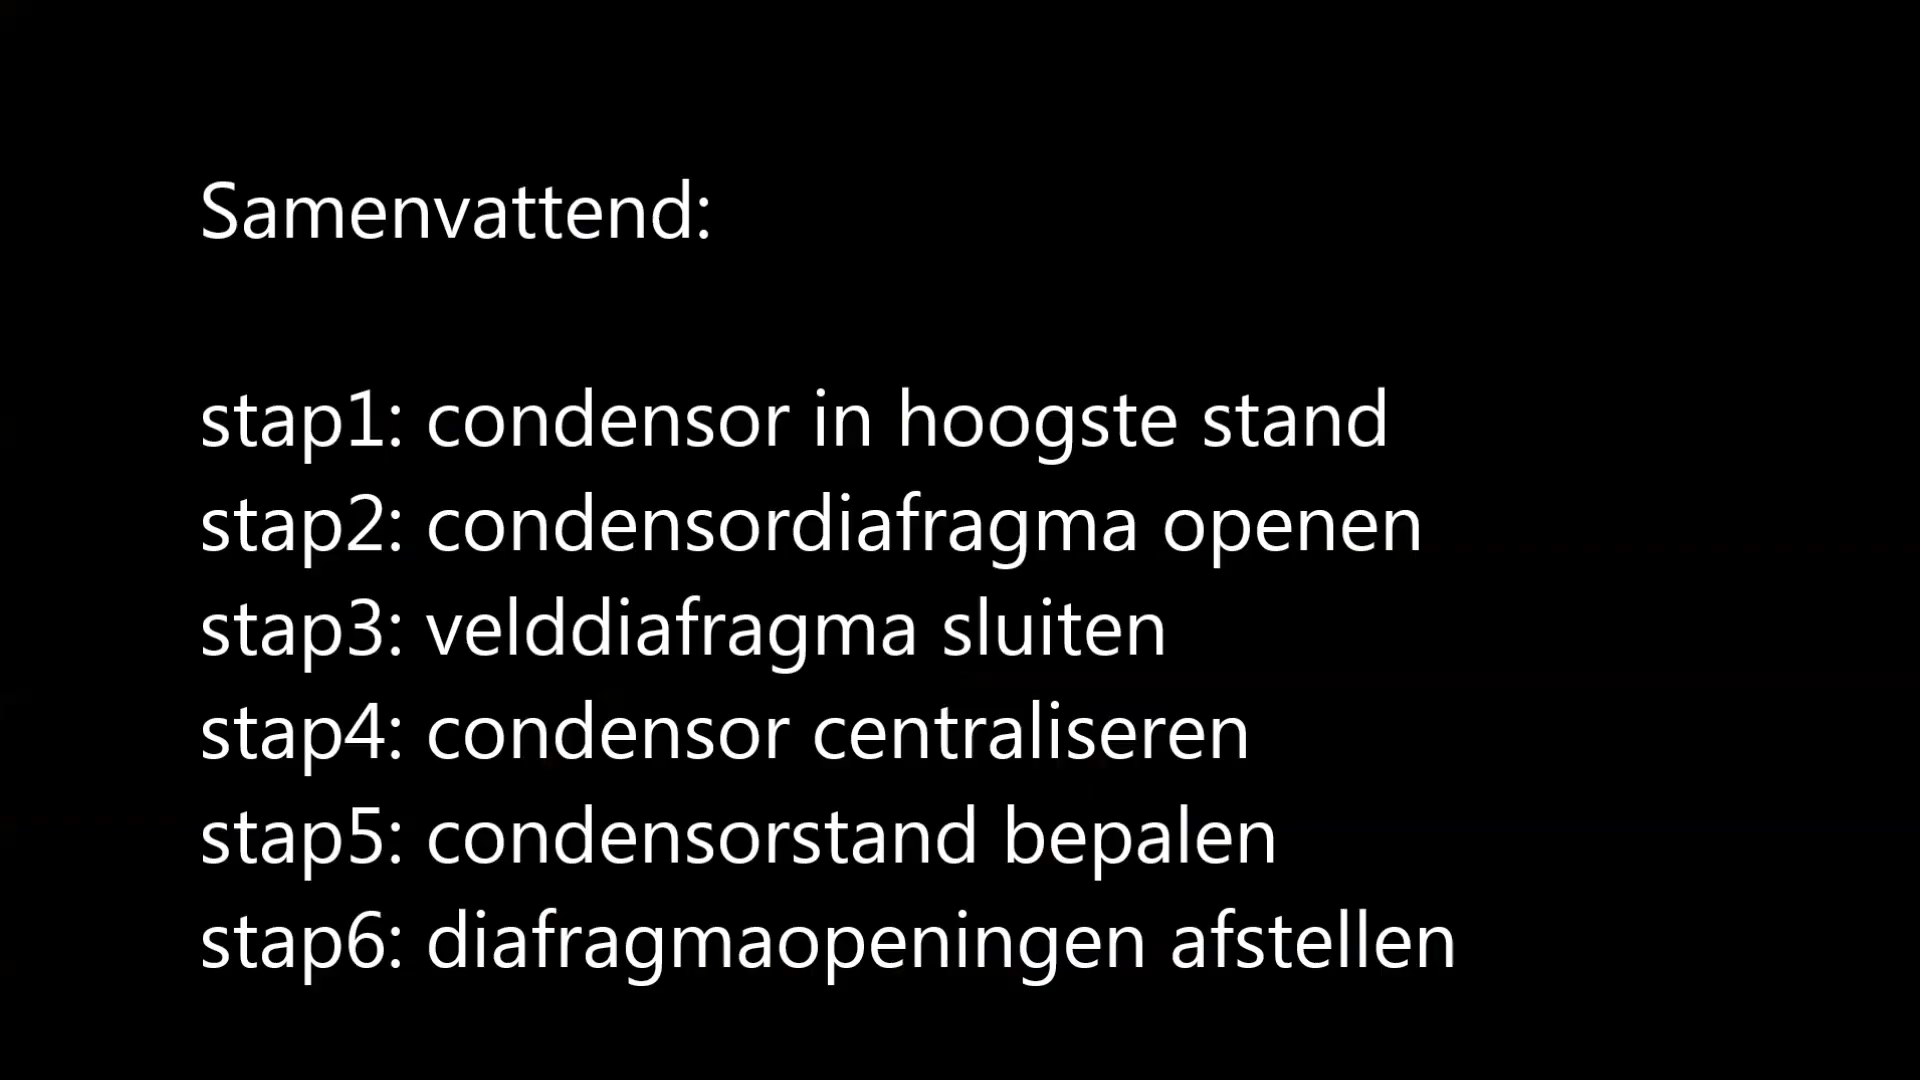 Samenvattend:
stap1: condensor in hoogste stand
stap2: condensordiafragma openen
stap3: velddiafragma sluiten
stap4: condensor centraliseren
stap5: condensorstand bepalen
stap6: diafragmaopeningen afstellen